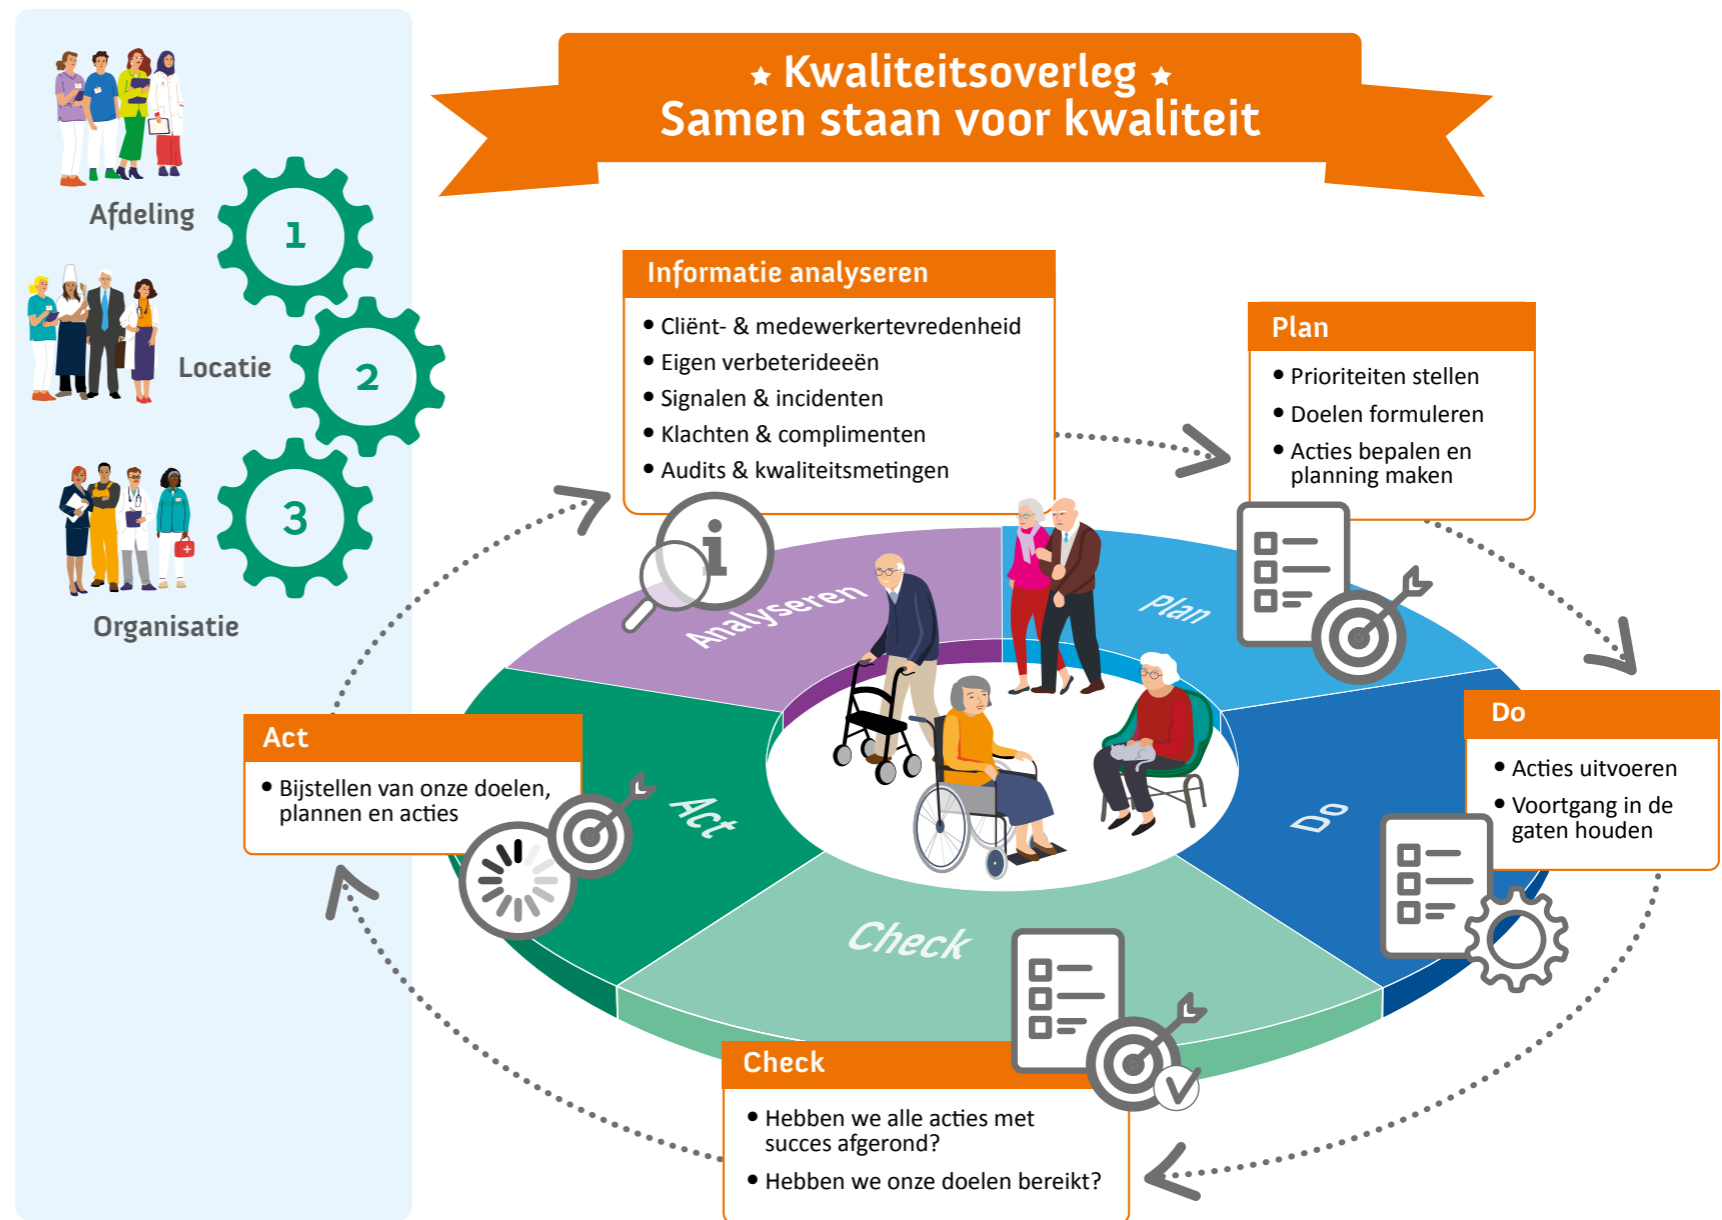 ★ Kwaliteitsoverleg ★
Samen staan voor kwaliteit
Afdeling
1
Locatie
2
3
Organisatie
Informatie analyseren
• Cliënt- & medewerkertevredenheid
• Eigen verbeterideeën
• Signalen & incidenten
• Klachten & complimenten
• Audits & kwaliteitsmetingen
Plan
• Prioriteiten stellen
• Doelen formuleren
• Acties bepalen en
planning maken
Do
• Acties uitvoeren
• Voortgang in de
gaten houden
Check
• Hebben we alle acties met
succes afgerond?
• Hebben we onze doelen bereikt?
Act
• Bijstellen van onze doelen,
plannen en acties
i
Analyseren
Plan
Do
Check
Act